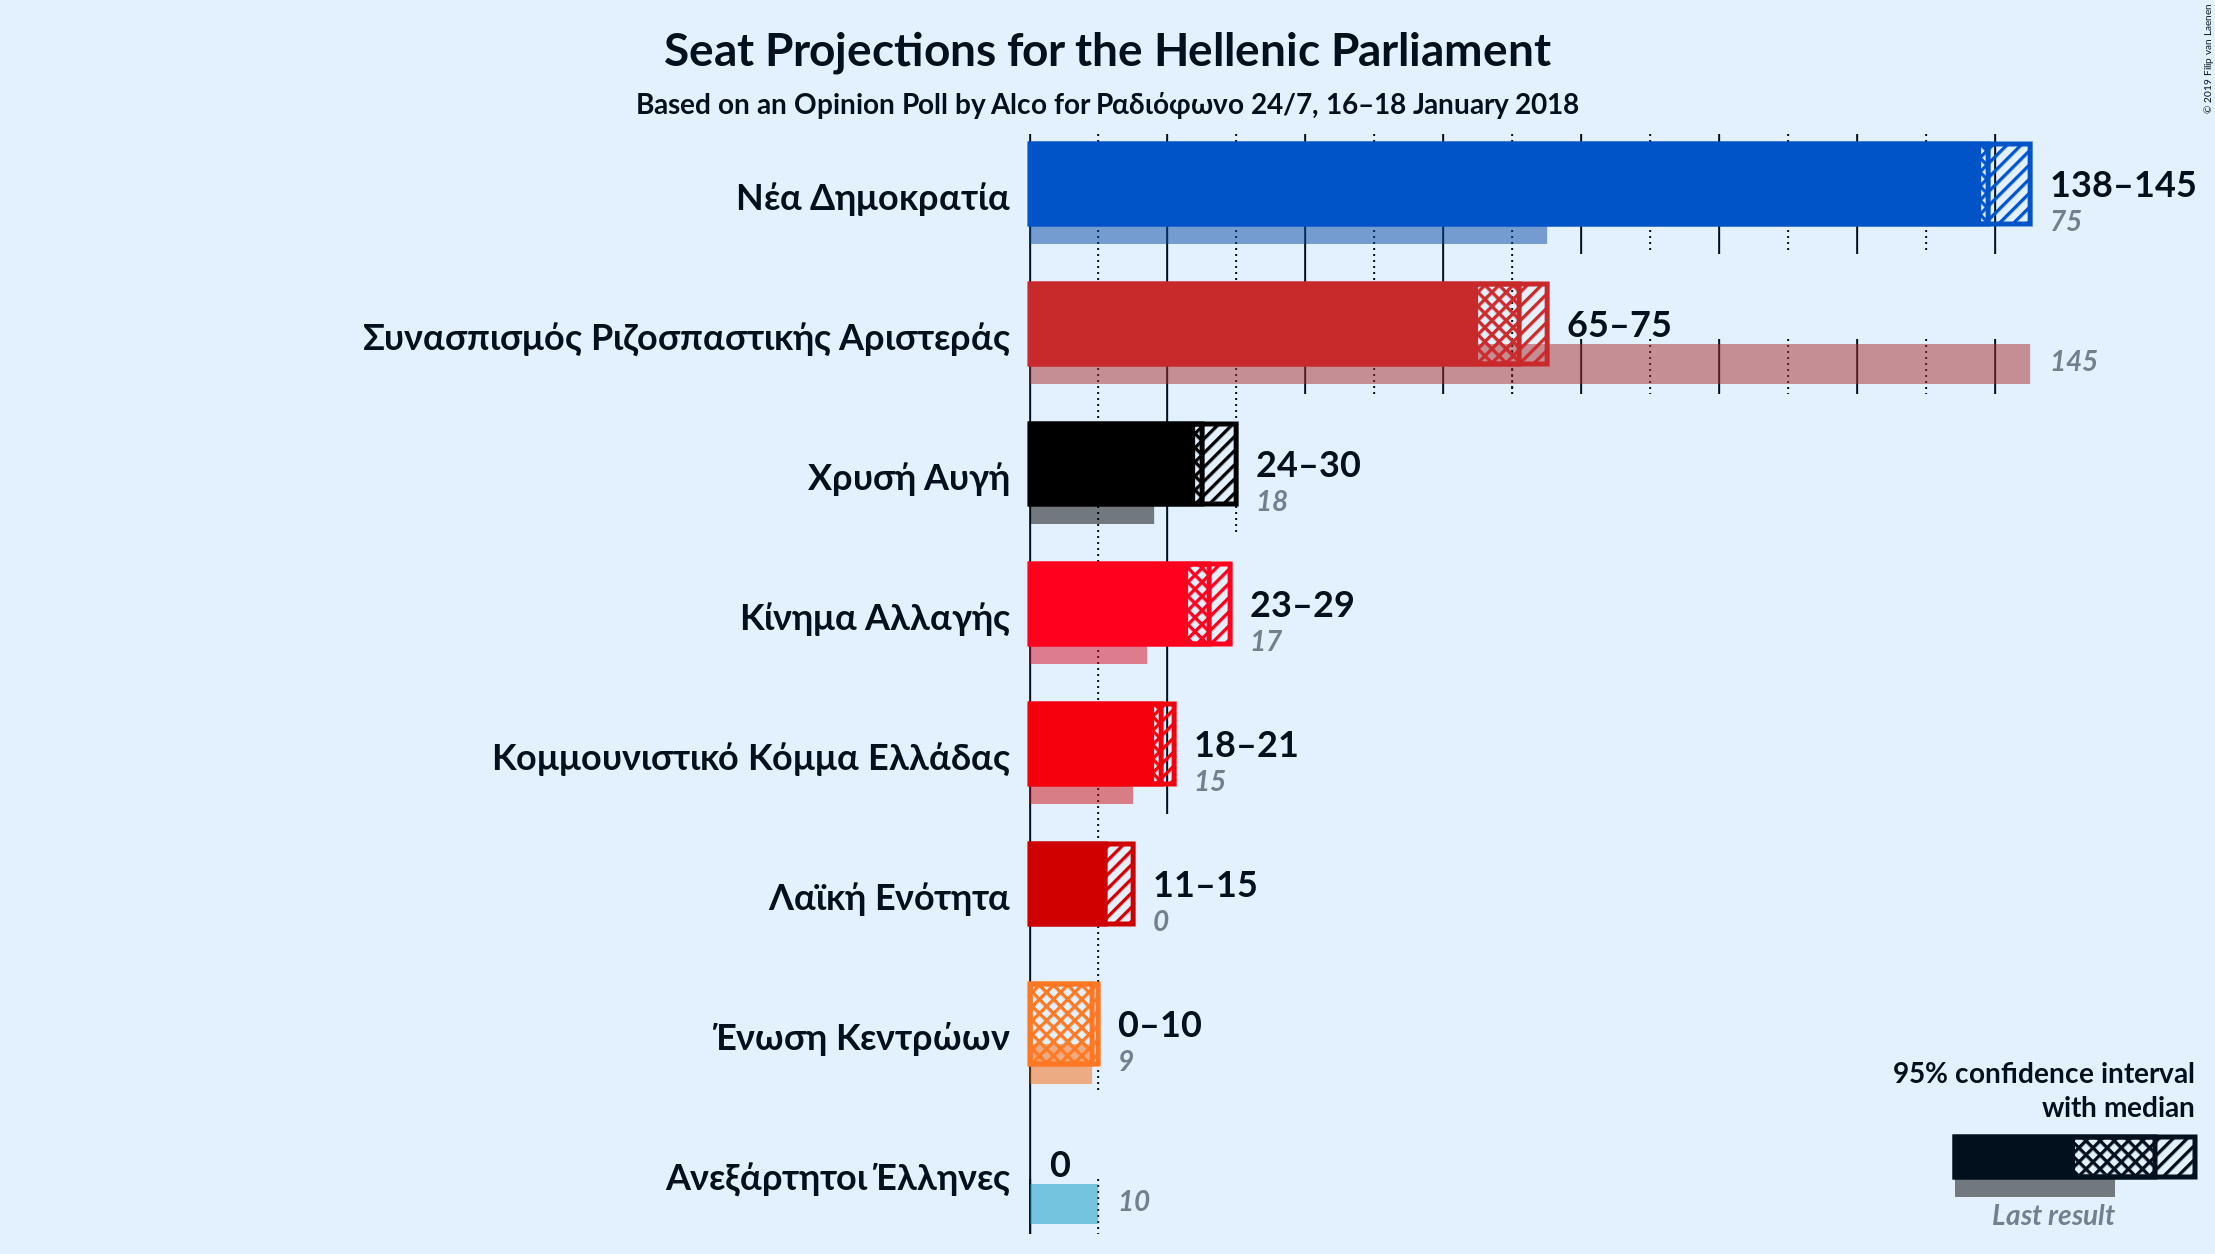 Seat Projections for the Hellenic Parliament
Based on an Opinion Poll by Alco for Ραδιόφωνο 24/7, 16–18 January 2018
© 2019 Filip van Laenen
Νέα Δημοκρατία
138–145
75
Συνασπισμός Ριζοσπαστικής Αριστεράς
65–75
145
Χρυσή Αυγή
24–30
18
Κίνημα Αλλαγής
23–29
17
Κομμουνιστικό Κόμμα Ελλάδας
18–21
15
Λαϊκή Ενότητα
11–15
0
Ένωση Κεντρώων
0–10
9
Ανεξάρτητοι Έλληνες
0
10
95% confidence interval
with median
Last result